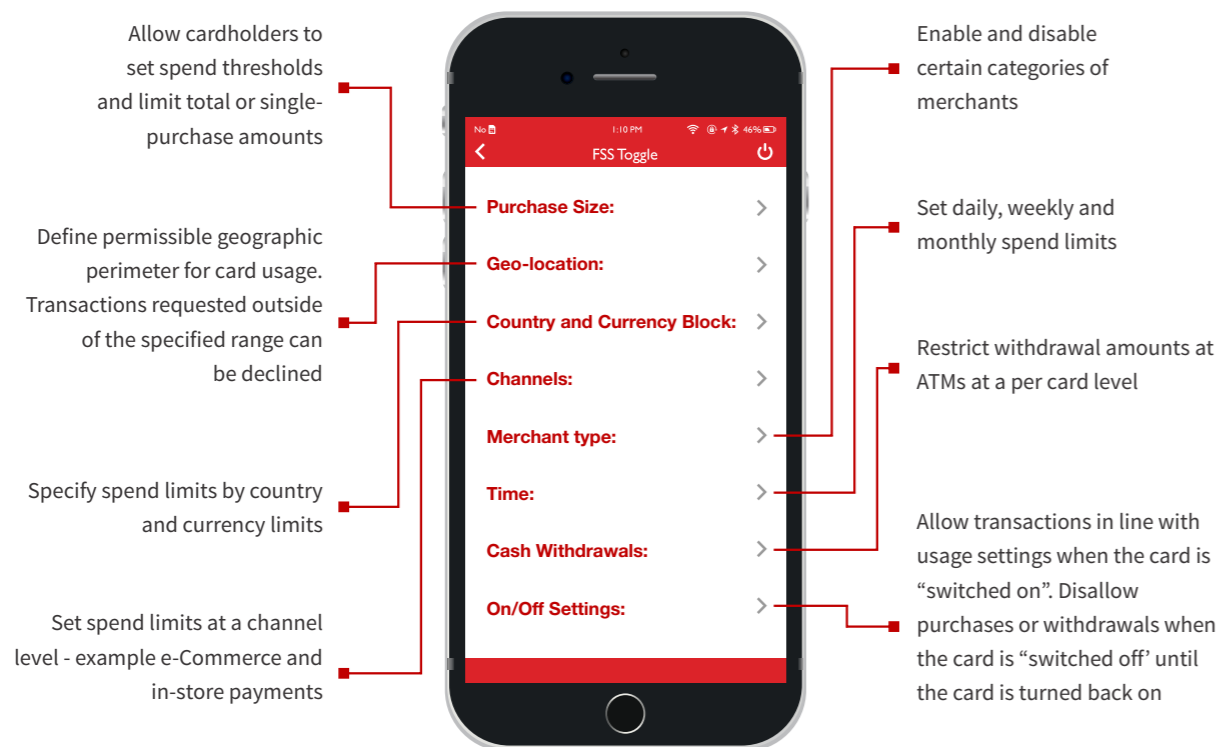 Allow cardholders to
set spend thresholds
and limit total or single-
purchase amounts
Define permissible geographic
perimeter for card usage.
Transactions requested outside
of the specified range can
be declined
Specify spend limits by country
and currency limits
Set spend limits at a channel
level - example e-Commerce and
in-store payments
No
1:10 PM
46%
FSS Toggle
Purchase Size:
Geo-location:
Country and Currency Block:
Channels:
Merchant type:
Time:
Cash Withdrawals:
On/Off Settings:
Enable and disable
certain categories of
merchants
Set daily, weekly and
monthly spend limits
Restrict withdrawal amounts at
ATMs at a per card level
Allow transactions in line with
usage settings when the card is
“switched on”. Disallow
purchases or withdrawals when
the card is “switched off’ until
the card is turned back on